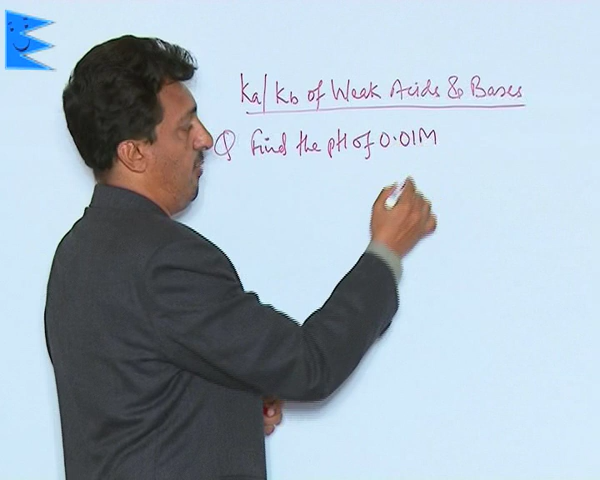 Ka/Kb of Weak Acids & Bases
Q Find the pH of 0.01M